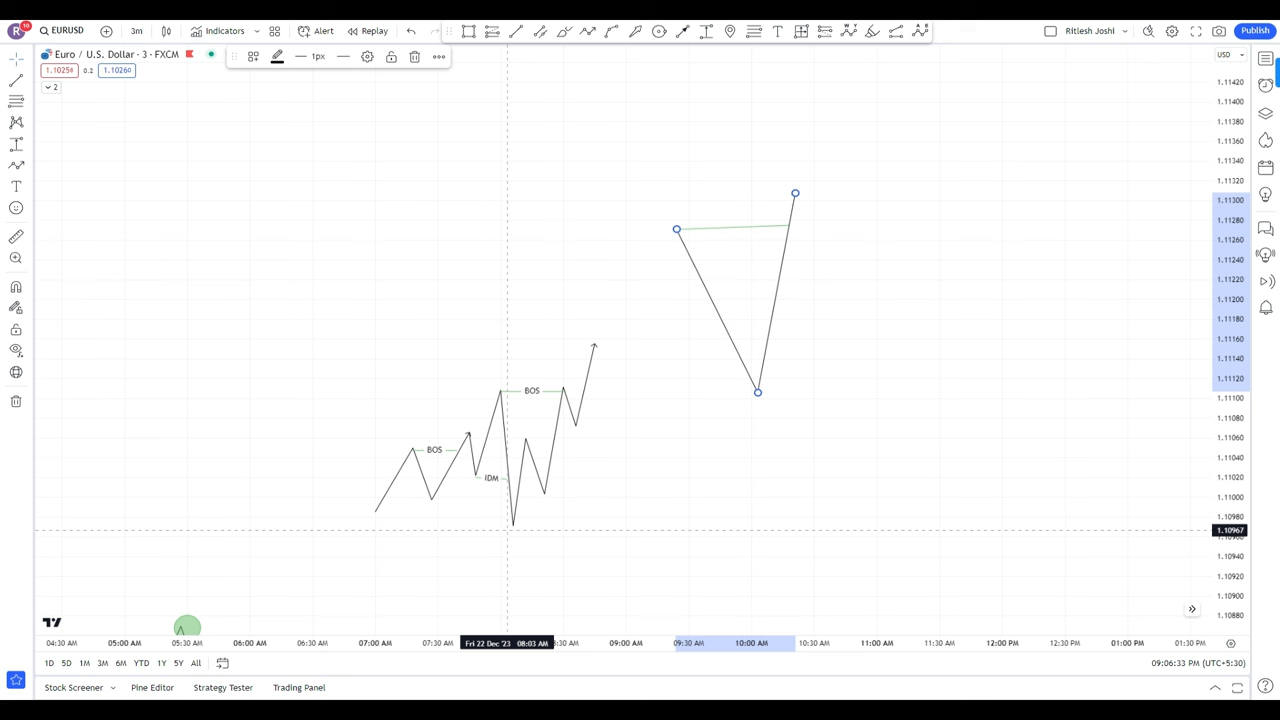 R 10 EURUSD 3m Indicators Alert Replay Ritlesh Joshi Publish
Euro / U.S. Dollar · 3 · FXCM
1px
USD
1.10256 0.2 1.10260
2
1.11420
1.11400
1.11380
1.11360
1.11340
1.11320
1.11300
1.11280
1.11260
1.11240
1.11220
1.11200
1.11180
1.11160
1.11140
1.11120
1.11100
1.11080
1.11060
1.11040
1.11020
1.11000
1.10980
1.10967
1.10940
1.10920
1.10900
1.10880
BOS
BOS
IDM
04:30 AM 05:00 AM 05:30 AM 06:00 AM 06:30 AM 07:00 AM 07:30 AM Fri 22 Dec '23 08:03 AM 09:00 AM 09:30 AM 10:00 AM 10:30 AM 11:00 AM 11:30 AM 12:00 PM 12:30 PM 01:00 PM 01:30 PM
1D 5D 1M 3M 6M YTD 1Y 5Y All 09:06:33 PM (UTC+5:30)
Stock Screener Pine Editor Strategy Tester Trading Panel